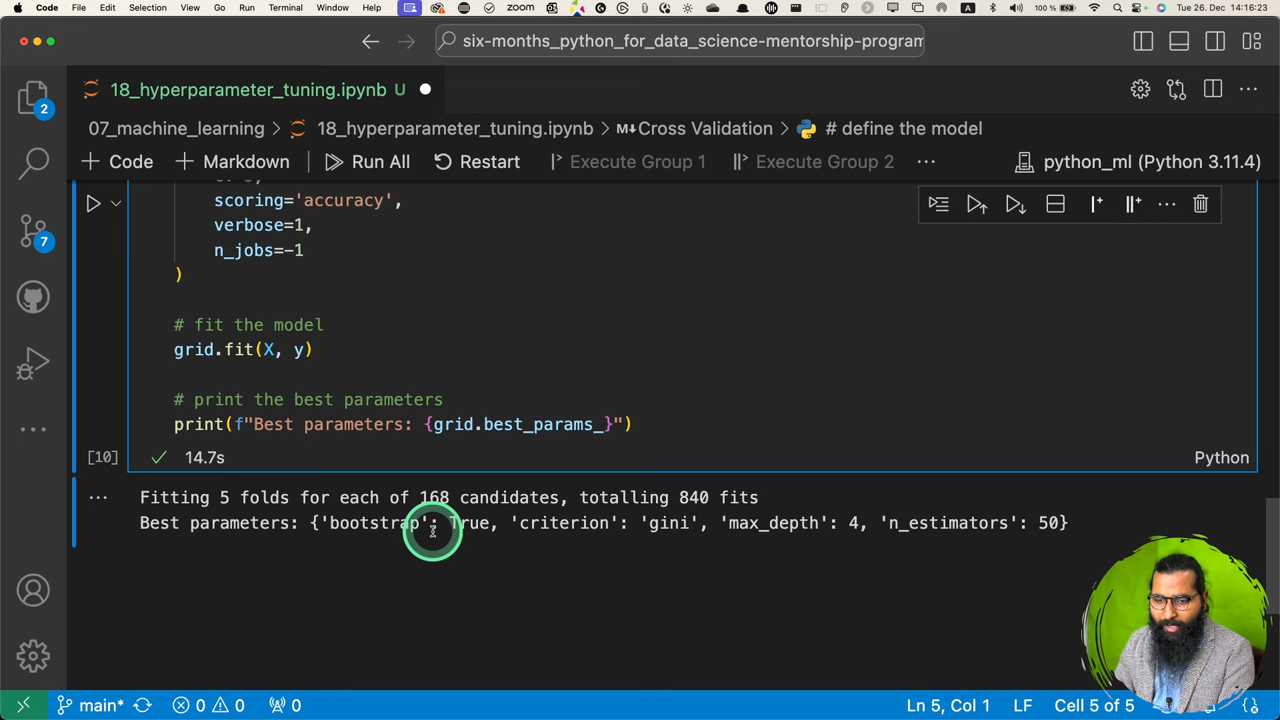 Code File Edit Selection View Go Run Terminal Window Help zoom A 100 % Tue 26. Dec 14:16:23
six-months_python_for_data_science-mentorship-program
18_hyperparameter_tuning.ipynb U
07_machine_learning > 18_hyperparameter_tuning.ipynb > M↓Cross Validation > # define the model
+ Code + Markdown Run All Restart Execute Group 1 Execute Group 2 ... python_ml (Python 3.11.4)
scoring='accuracy',
verbose=1,
n_jobs=-1
)
# fit the model
grid.fit(X, y)
# print the best parameters
print(f"Best parameters: {grid.best_params_}")
[10] 14.7s Python
Fitting 5 folds for each of 168 candidates, totalling 840 fits
Best parameters: {'bootstrap': True, 'criterion': 'gini', 'max_depth': 4, 'n_estimators': 50}
2
7
main* 0 0 0 Ln 5, Col 1 LF Cell 5 of 5